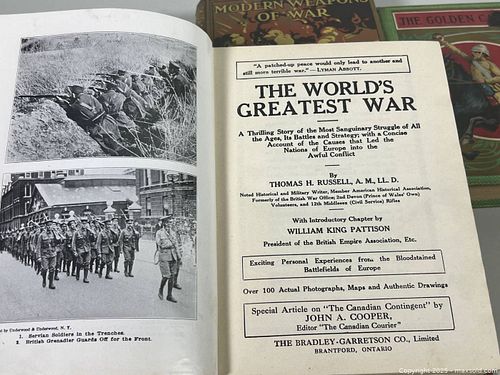 MODERN WEAPONS
OF WAR
THE GOLDEN
by Underwood & Underwood, N. Y.
1. Servian Soldiers in the Trenches.
2. British Grenadier Guards Off for the Front.
"A patched-up peace would only lead to another and
still more terrible war."—LYMAN ABBOTT.
THE WORLD'S
GREATEST WAR
A Thrilling Story of the Most Sanguinary Struggle of All
the Ages, Its Battles and Strategy; with a Concise
Account of the Causes that Led the
Nations of Europe into the
Awful Conflict
By
THOMAS H. RUSSELL, A. M., LL. D.
Noted Historical and Military Writer, Member American Historical Association,
Formerly of the British War Office; 2nd Devon (Prince of Wales' Own)
Volunteers, and 12th Middlesex (Civil Service) Rifles
With Introductory Chapter by
WILLIAM KING PATTISON
President of the British Empire Association, Etc.
Exciting Personal Experiences from the Bloodstained
Battlefields of Europe
Over 100 Actual Photographs, Maps and Authentic Drawings
Special Article on "The Canadian Contingent" by
JOHN A. COOPER,
Editor "The Canadian Courier"
THE BRADLEY-GARRETSON CO., Limited
BRANTFORD, ONTARIO
Copyright 2025 - maxsold.com